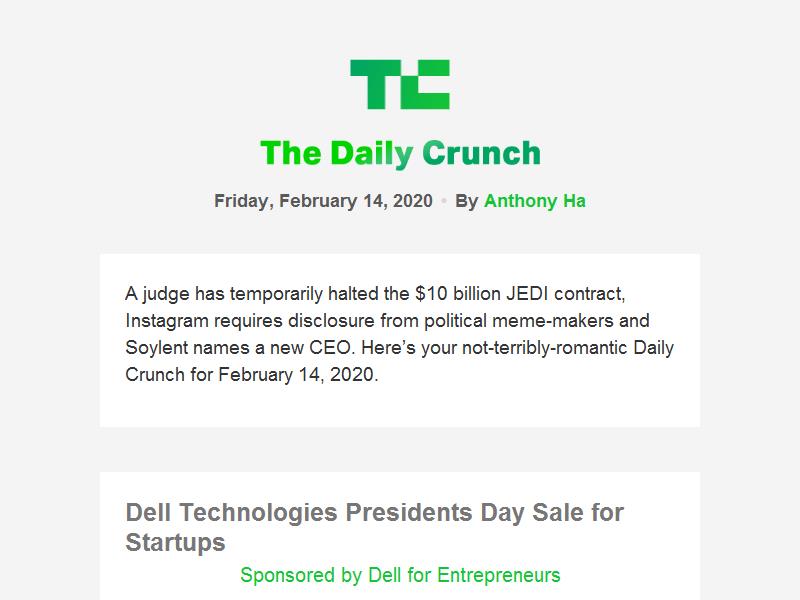 TC
The Daily Crunch
Friday, February 14, 2020 • By Anthony Ha
A judge has temporarily halted the $10 billion JEDI contract,
Instagram requires disclosure from political meme-makers and
Soylent names a new CEO. Here’s your not-terribly-romantic Daily
Crunch for February 14, 2020.
Dell Technologies Presidents Day Sale for
Startups
Sponsored by Dell for Entrepreneurs